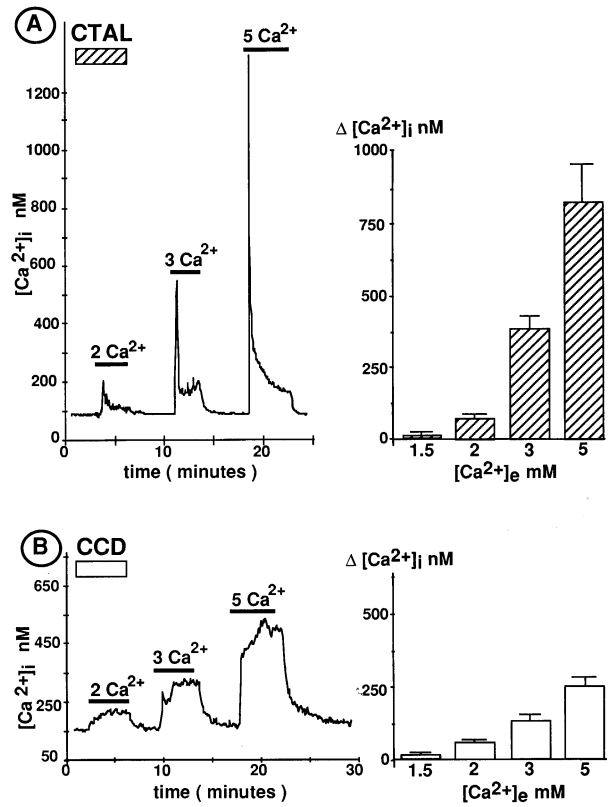 A CTAL
5 Ca2+
1200
1000
800
600
400
200
0
[Ca2+]i nM
3 Ca2+
2 Ca2+
0 10 20
time ( minutes )
Δ [Ca2+]i nM
1000
750
500
250
0
1.5 2 3 5
[Ca2+]e mM
B CCD
650
450
250
50
[Ca2+]i nM
5 Ca2+
3 Ca2+
2 Ca2+
0 10 20 30
time ( minutes )
Δ [Ca2+]i nM
500
250
0
1.5 2 3 5
[Ca2+]e mM